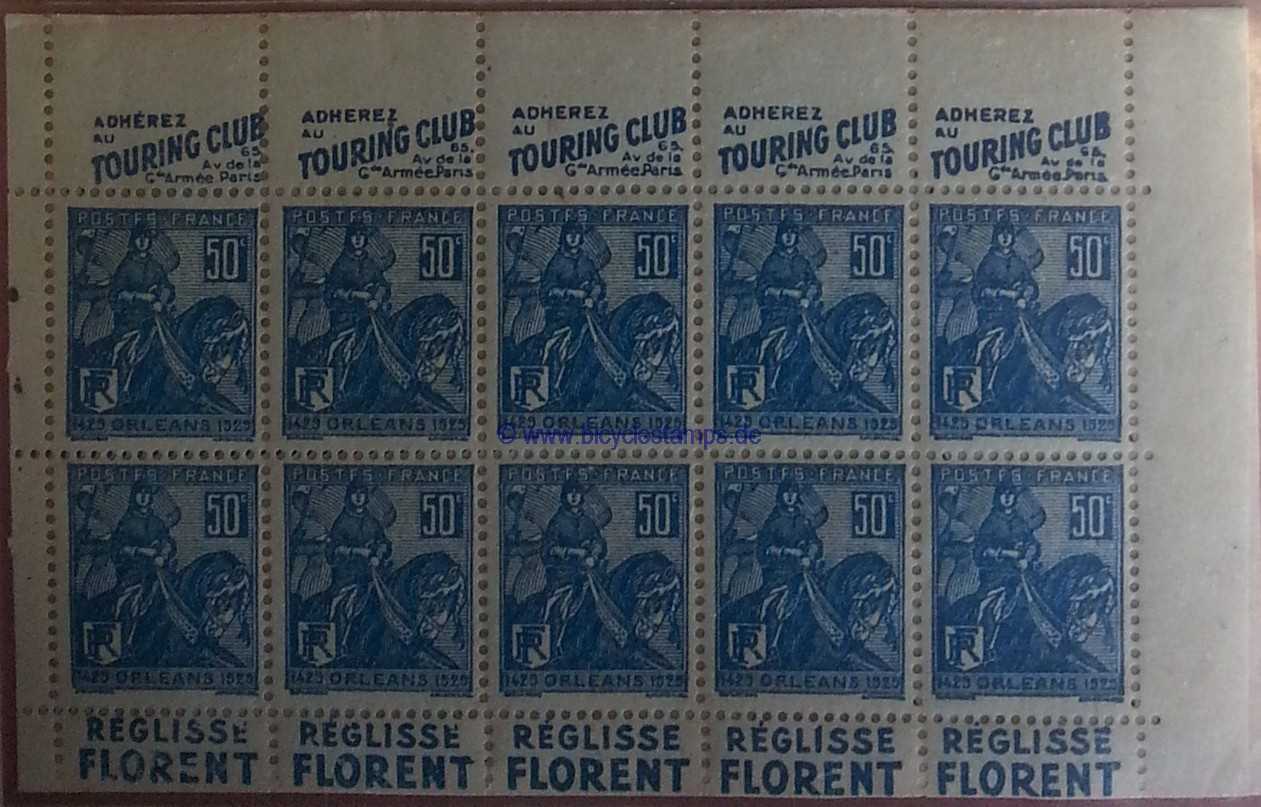 ADHÉREZ ADHEREZ ADHEREZ ADHEREZ ADHEREZ
AU AU AU AU AU
TOURING CLUB TOURING CLUB TOURING CLUB TOURING CLUB TOURING CLUB
65. 65. 65. 65. 65.
Av de la Av de la Av de la Av de la Av de la
Gde Armée.Paris Gde Armée.Paris Gde Armée.Paris Gde Armée.Paris Gde Armée.Paris
POSTES·FRANCE POSTES·FRANCE POSTES·FRANCE POSTES·FRANCE POSTES·FRANCE
50c 50c 50c 50c 50c
RF RF RF RF RF
1429 ORLEANS 1929 1429 ORLEANS 1929 1429 ORLEANS 1929 1429 ORLEANS 1929 1429 ORLEANS 1929
© www.bicyclestamps.de
POSTES·FRANCE POSTES·FRANCE POSTES·FRANCE POSTES·FRANCE POSTES·FRANCE
50c 50c 50c 50c 50c
RF RF RF RF RF
1429 ORLEANS 1929 1429 ORLEANS 1929 1429 ORLEANS 1929 1429 ORLEANS 1929 1429 ORLEANS 1929
RÉGLISSE RÉGLISSE RÉGLISSE RÉGLISSE RÉGLISSE
FLORENT FLORENT FLORENT FLORENT FLORENT